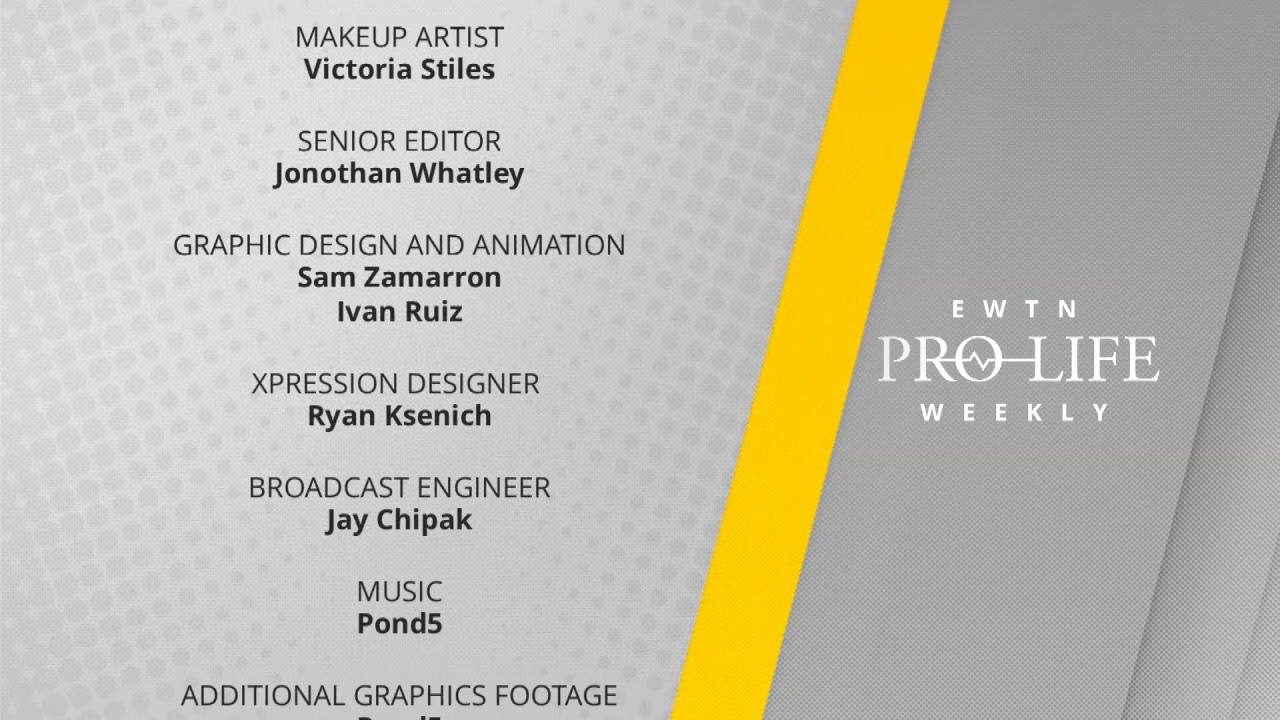 MAKEUP ARTIST
Victoria Stiles
SENIOR EDITOR
Jonothan Whatley
GRAPHIC DESIGN AND ANIMATION
Sam Zamarron
Ivan Ruiz
XPRESSION DESIGNER
Ryan Ksenich
BROADCAST ENGINEER
Jay Chipak
MUSIC
Pond5
ADDITIONAL GRAPHICS FOOTAGE
EWTN
PRO LIFE
WEEKLY